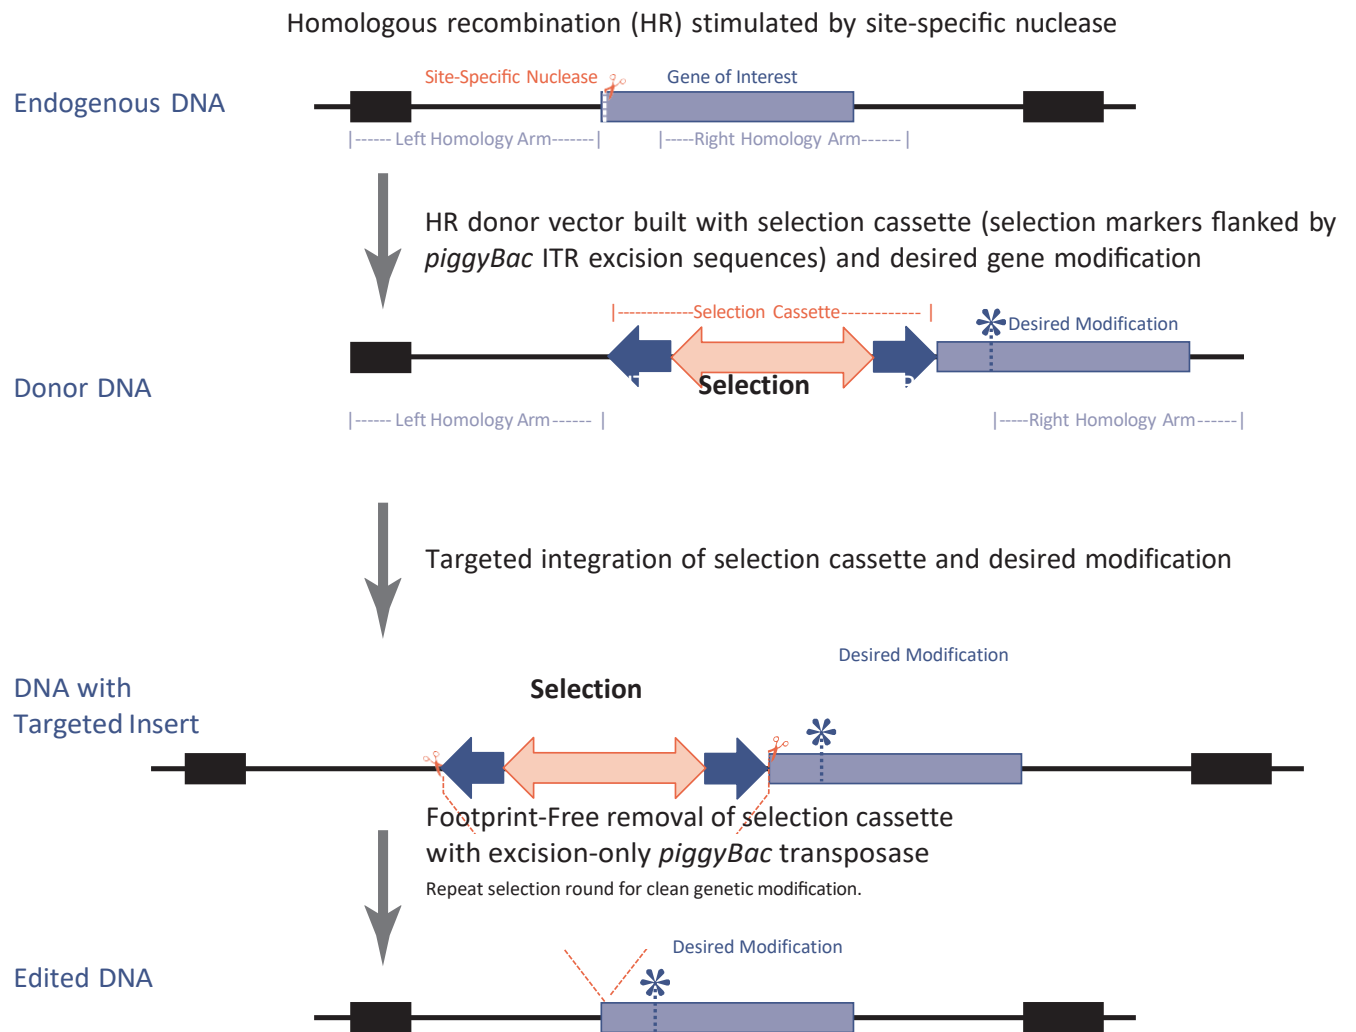 Homologous recombination (HR) stimulated by site-specific nuclease
Site-Specific Nuclease
Gene of Interest
Endogenous DNA
|------ Left Homology Arm-------|
|-----Right Homology Arm------|
HR donor vector built with selection cassette (selection markers flanked by
piggyBac ITR excision sequences) and desired gene modification
|------------Selection Cassette------------ |
Desired Modification
Donor DNA
Selection
|------ Left Homology Arm------ |
|-----Right Homology Arm------|
Targeted integration of selection cassette and desired modification
Desired Modification
DNA with
Targeted Insert
Selection
Footprint-Free removal of selection cassette
with excision-only piggyBac transposase
Repeat selection round for clean genetic modification.
Desired Modification
Edited DNA